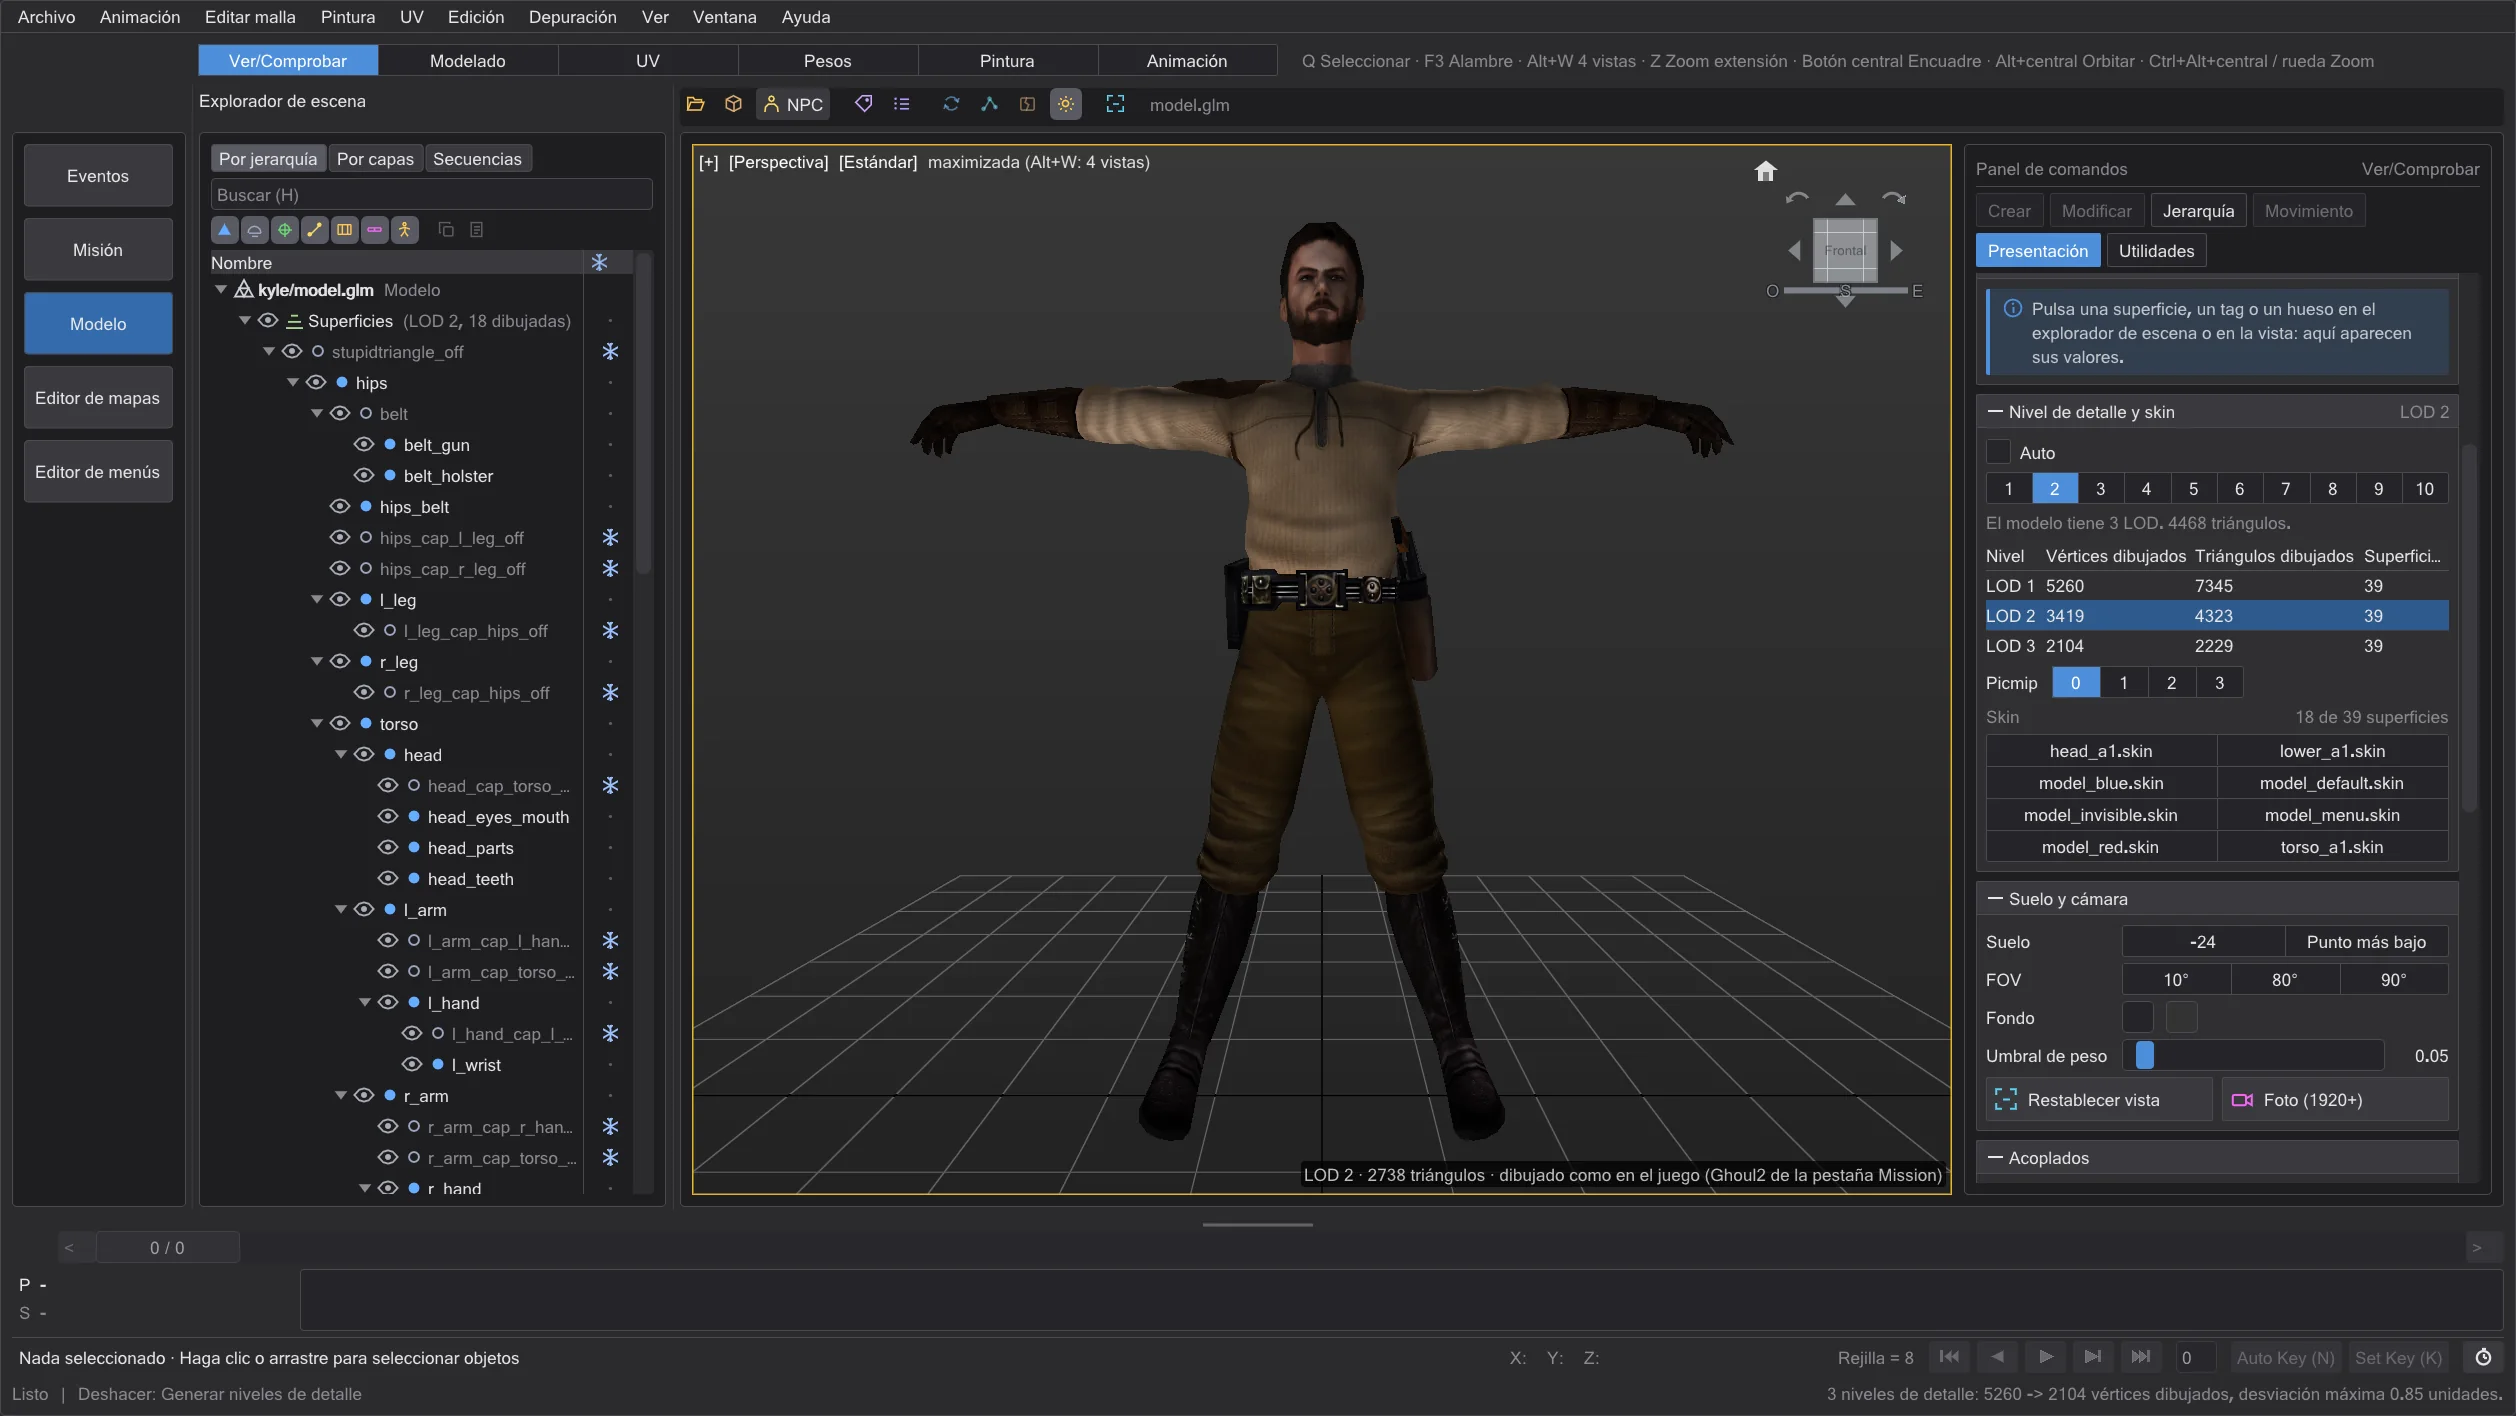 Archivo Animación Editar malla Pintura UV Edición Depuración Ver Ventana Ayuda
Ver/Comprobar Modelado UV Pesos Pintura Animación Q Seleccionar · F3 Alambre · Alt+W 4 vistas · Z Zoom extensión · Botón central Encuadre · Alt+central Orbitar · Ctrl+Alt+central / rueda Zoom
Explorador de escena
NPC model.glm
Eventos
Misión
Modelo
Editor de mapas
Editor de menús
Por jerarquía Por capas Secuencias
Buscar (H)
Nombre
kyle/model.glm Modelo
Superficies (LOD 2, 18 dibujadas)
stupidtriangle_off
hips
belt
belt_gun
belt_holster
hips_belt
hips_cap_l_leg_off
hips_cap_r_leg_off
l_leg
l_leg_cap_hips_off
r_leg
r_leg_cap_hips_off
torso
head
head_cap_torso_...
head_eyes_mouth
head_parts
head_teeth
l_arm
l_arm_cap_l_han...
l_arm_cap_torso_...
l_hand
l_hand_cap_l_...
l_wrist
r_arm
r_arm_cap_r_han...
r_arm_cap_torso_...
r_hand
[+] [Perspectiva] [Estándar] maximizada (Alt+W: 4 vistas)
Frontal
O S E
LOD 2 · 2738 triángulos · dibujado como en el juego (Ghoul2 de la pestaña Mission)
Panel de comandos Ver/Comprobar
Crear Modificar Jerarquía Movimiento
Presentación Utilidades
Pulsa una superficie, un tag o un hueso en el
explorador de escena o en la vista: aquí aparecen
sus valores.
Nivel de detalle y skin LOD 2
Auto
1 2 3 4 5 6 7 8 9 10
El modelo tiene 3 LOD. 4468 triángulos.
Nivel Vértices dibujados Triángulos dibujados Superfici...
LOD 1 5260 7345 39
LOD 2 3419 4323 39
LOD 3 2104 2229 39
Picmip 0 1 2 3
Skin 18 de 39 superficies
head_a1.skin lower_a1.skin
model_blue.skin model_default.skin
model_invisible.skin model_menu.skin
model_red.skin torso_a1.skin
Suelo y cámara
Suelo -24 Punto más bajo
FOV 10° 80° 90°
Fondo
Umbral de peso 0.05
Restablecer vista Foto (1920+)
Acoplados
< 0 / 0 >
P -
S -
Nada seleccionado · Haga clic o arrastre para seleccionar objetos X: Y: Z: Rejilla = 8 0 Auto Key (N) Set Key (K)
Listo | Deshacer: Generar niveles de detalle 3 niveles de detalle: 5260 -> 2104 vértices dibujados, desviación máxima 0.85 unidades.